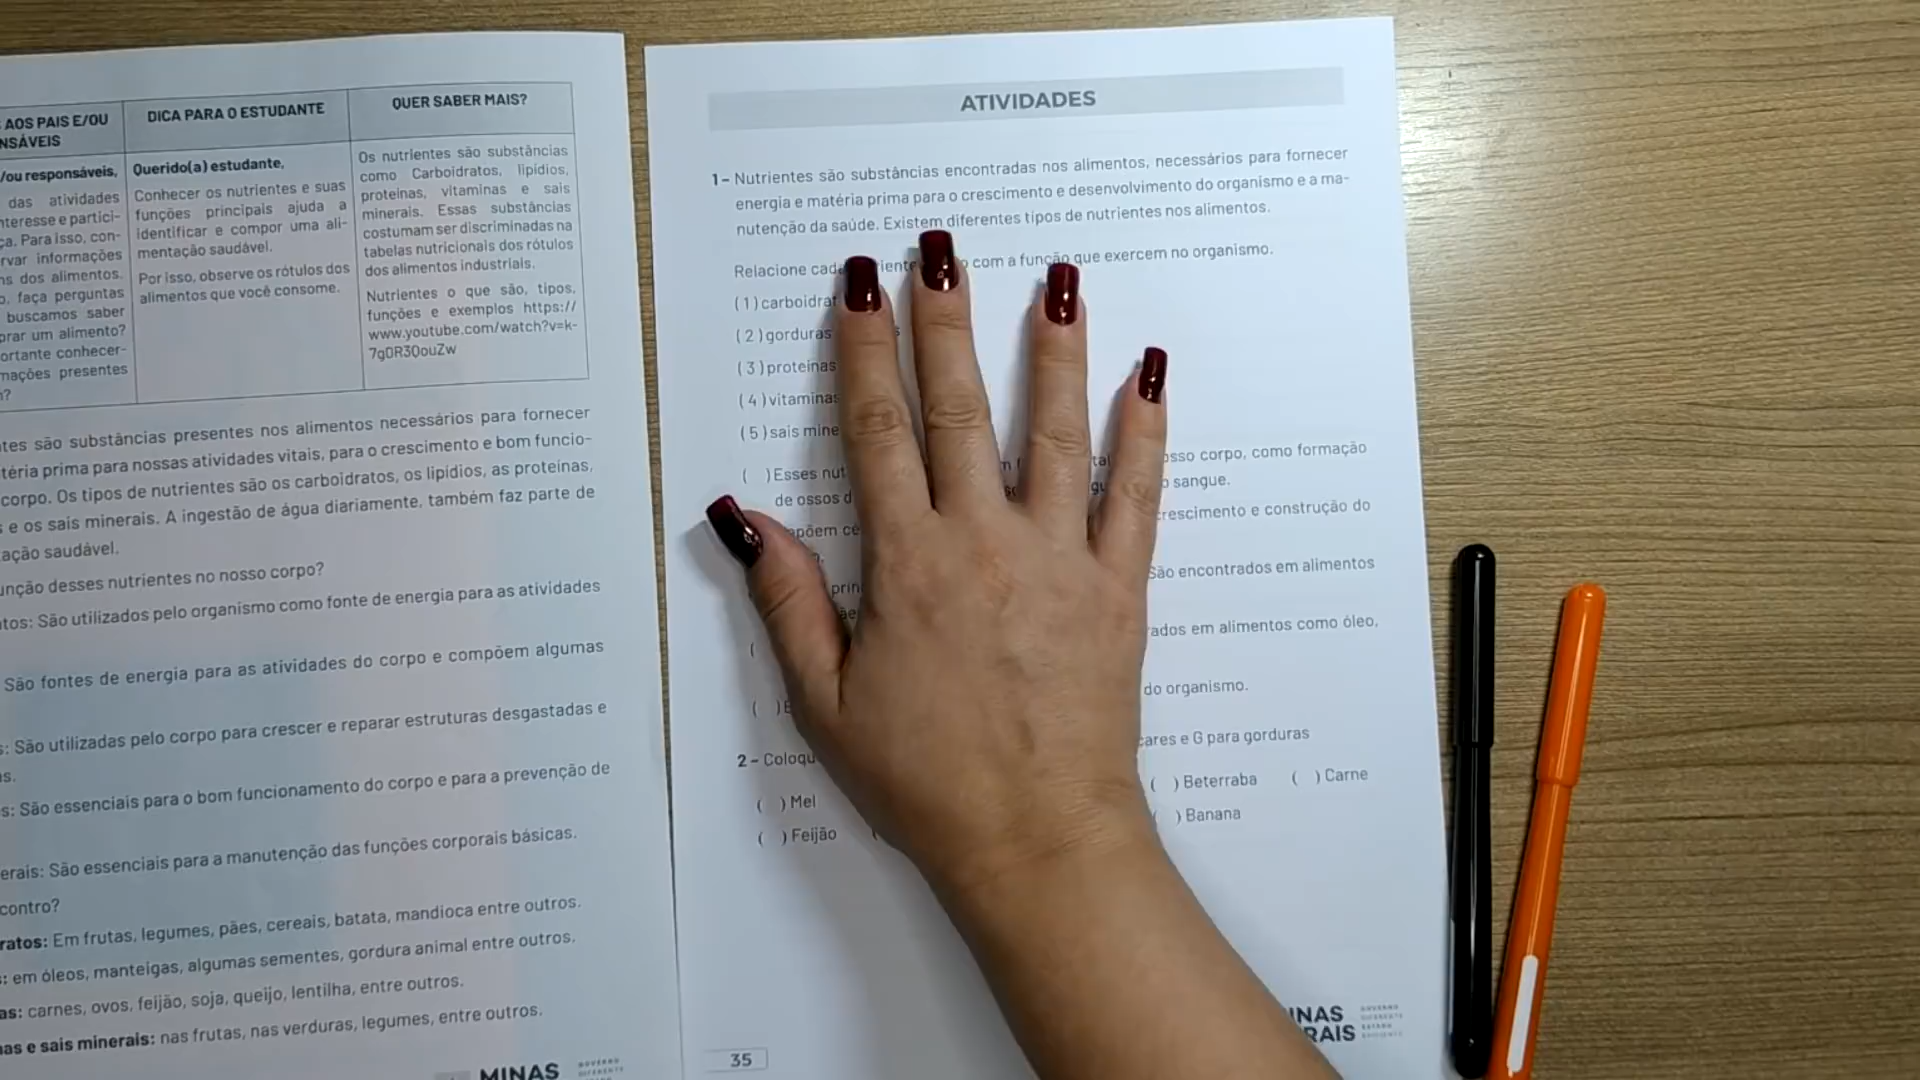 AOS PAIS E/OU
NSÁVEIS
DICA PARA O ESTUDANTE
QUER SABER MAIS?
/ou responsáveis,
das atividades
nteresse e partici-
ça. Para isso, con-
rvar informações
ns dos alimentos.
o, faça perguntas
buscamos saber
prar um alimento?
ortante conhecer-
mações presentes
Querido(a) estudante,
Conhecer os nutrientes e suas
funções principais ajuda a
identificar e compor uma ali-
mentação saudável.
Por isso, observe os rótulos dos
alimentos que você consome.
Os nutrientes são substâncias
como Carboidratos, lipídios,
proteínas, vitaminas e sais
minerais. Essas substâncias
costumam ser discriminadas na
tabelas nutricionais dos rótulos
dos alimentos industriais.
Nutrientes o que são, tipos,
funções e exemplos https://
www.youtube.com/watch?v=k-
7gDR3QouZw
tes são substâncias presentes nos alimentos necessários para fornecer
téria prima para nossas atividades vitais, para o crescimento e bom funcio-
corpo. Os tipos de nutrientes são os carboidratos, os lipídios, as proteínas,
s e os sais minerais. A ingestão de água diariamente, também faz parte de
ação saudável.
unção desses nutrientes no nosso corpo?
tos: São utilizados pelo organismo como fonte de energia para as atividades
São fontes de energia para as atividades do corpo e compõem algumas
s: São utilizadas pelo corpo para crescer e reparar estruturas desgastadas e
as.
s: São essenciais para o bom funcionamento do corpo e para a prevenção de
erais: São essenciais para a manutenção das funções corporais básicas.
contro?
ratos: Em frutas, legumes, pães, cereais, batata, mandioca entre outros.
: em óleos, manteigas, algumas sementes, gordura animal entre outros.
as: carnes, ovos, feijão, soja, queijo, lentilha, entre outros.
nas e sais minerais: nas frutas, nas verduras, legumes, entre outros.
MINAS
ATIVIDADES
1 – Nutrientes são substâncias encontradas nos alimentos, necessários para fornecer
energia e matéria prima para o crescimento e desenvolvimento do organismo e a ma-
nutenção da saúde. Existem diferentes tipos de nutrientes nos alimentos.
Relacione cad com a função que exercem no organismo.
( 1 ) carboidrat
( 2 ) gorduras
( 3 ) proteínas
( 4 ) vitaminas
( 5 ) sais mine
( ) Esses nut osso corpo, como formação
de ossos d o sangue.
põem cé crescimento e construção do
prin São encontrados em alimentos
( rados em alimentos como óleo,
( ) E do organismo.
2 – Coloqu cares e G para gorduras
( ) Mel ( ) Beterraba ( ) Carne
( ) Feijão ( ) Banana
35
INAS
RAIS
GOVERNO
DIFERENTE
ESTADO
EFICIENTE